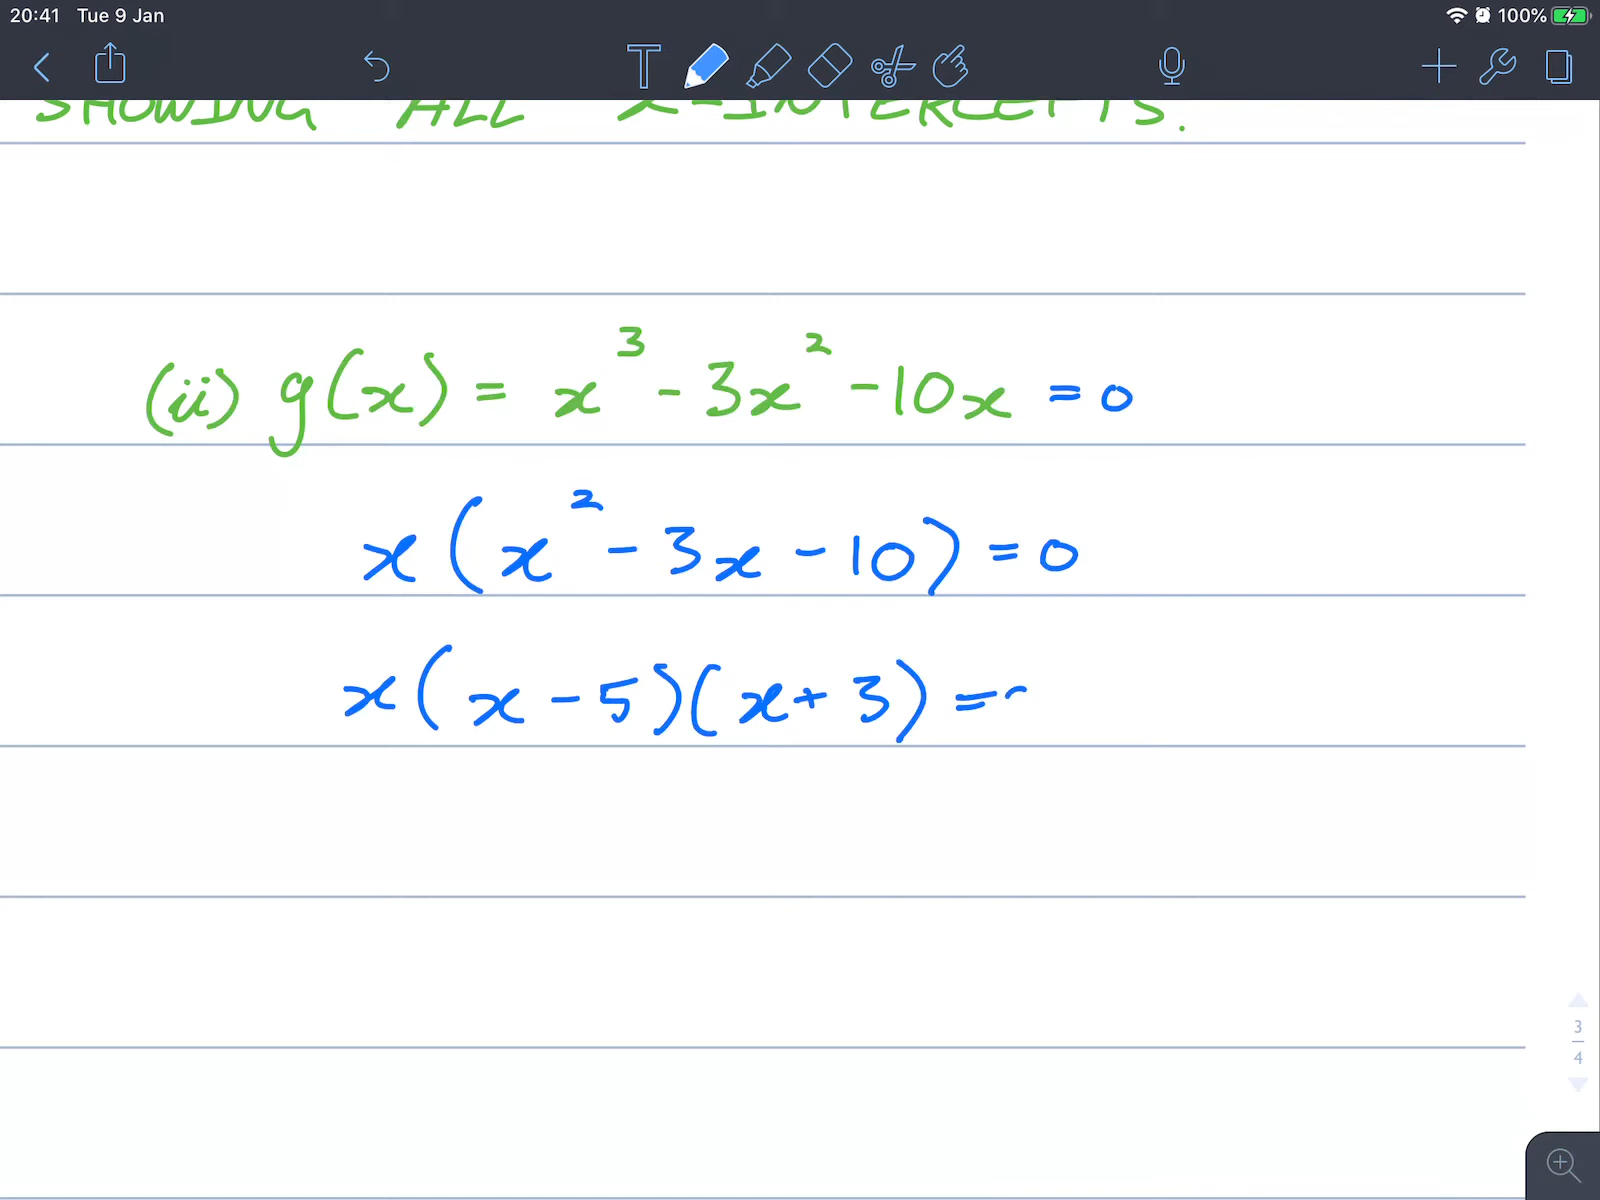 20:41 Tue 9 Jan 100%
T
SHOWING ALL x-INTERCEPTS.
(ii) g(x) = x³ - 3x² - 10x = 0
x(x² - 3x - 10) = 0
x(x - 5)(x + 3) =
3
4